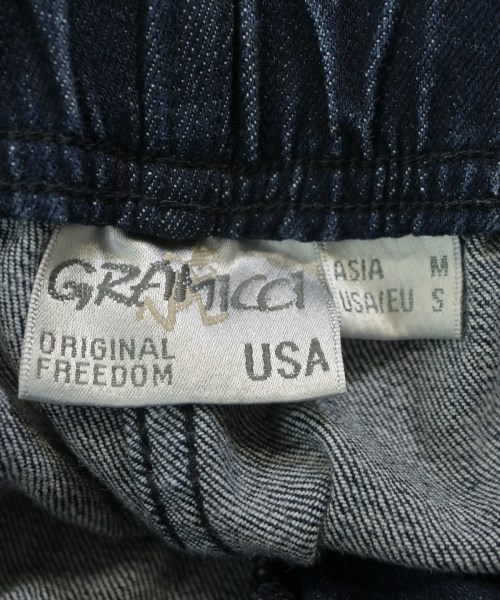 GRAMICCI
ORIGINAL
FREEDOM
USA
ASIA M
USA/EU S